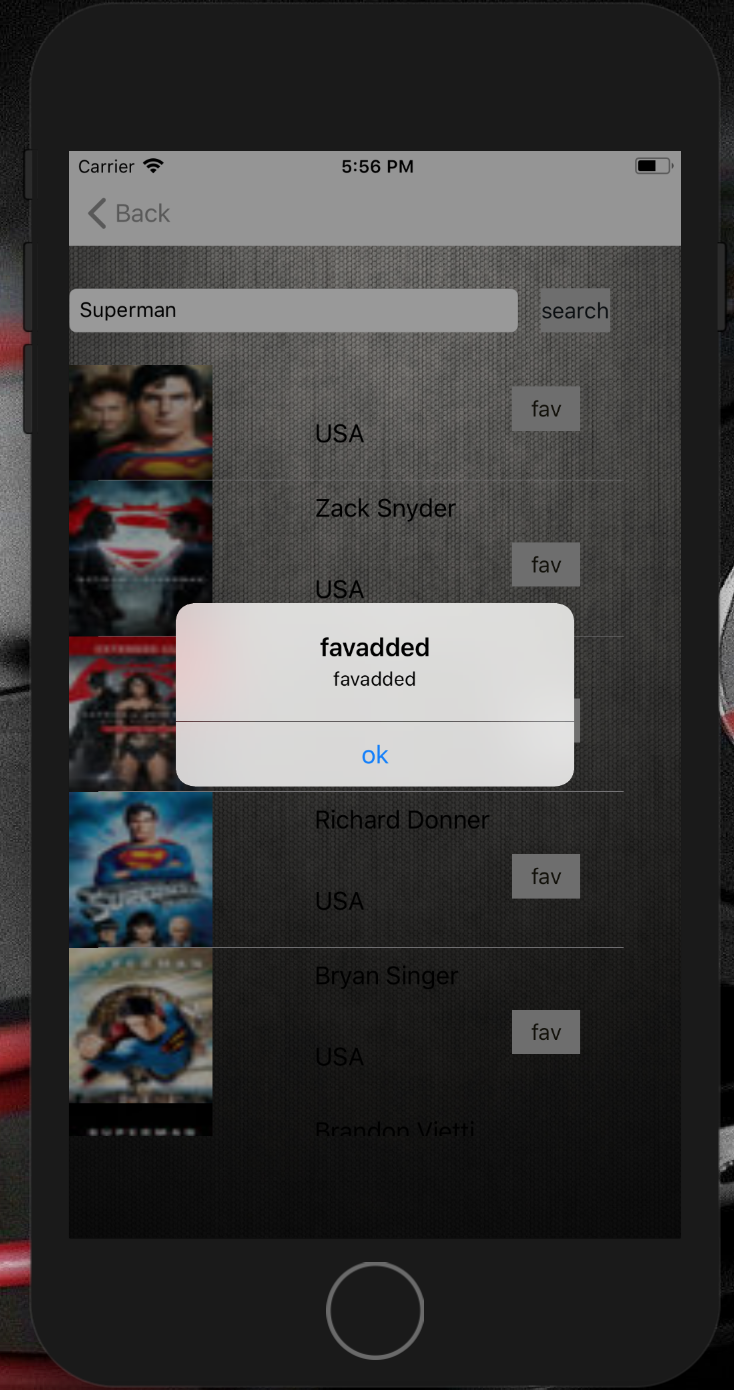 Carrier
5:56 PM
Back
Superman
search
fav
USA
Zack Snyder
fav
USA
favadded
favadded
ok
Richard Donner
fav
USA
Bryan Singer
fav
USA
Brandon Vietti
SUPERMAN